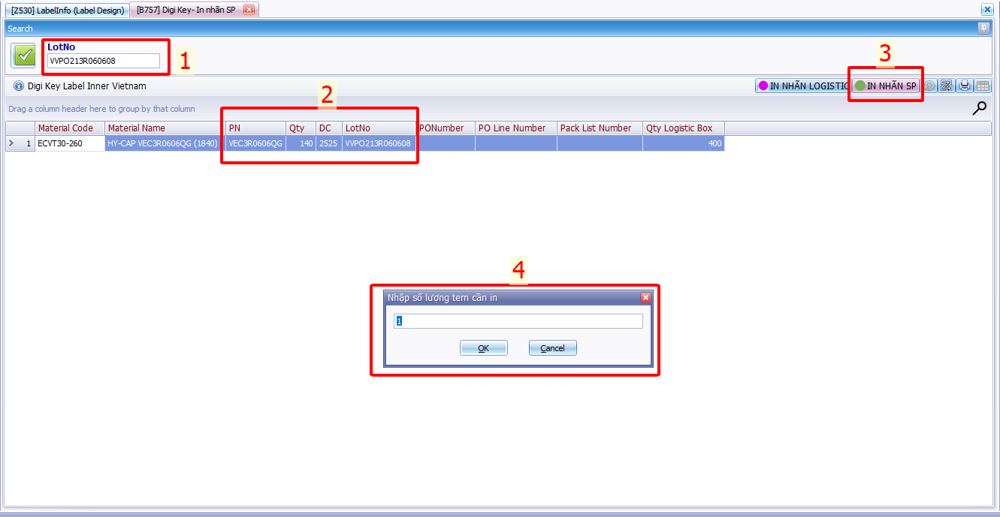 [Z530] LabelInfo (Label Design) [B757] Digi Key- In nhãn SP
Search
LotNo
VVPO213R060608
1
3
Digi Key Label Inner Vietnam
IN NHÃN LOGISTIC IN NHÃN SP
2
Drag a column header here to group by that column
Material Code Material Name PN Qty DC LotNo PONumber PO Line Number Pack List Number Qty Logistic Box
1 ECVT30-260 HY-CAP VEC3R0606QG (1840) VEC3R0606QG 140 2525 VVPO213R060608 400
4
Nhập số lượng tem cần in
1
OK Cancel